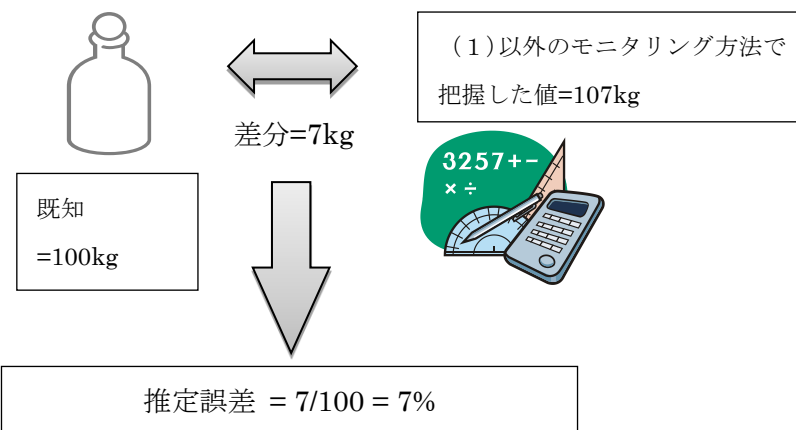 (1)以外のモニタリング方法で
把握した値=107kg
差分=7kg
3257+-
×÷
既知
=100kg
推定誤差 = 7/100 = 7%